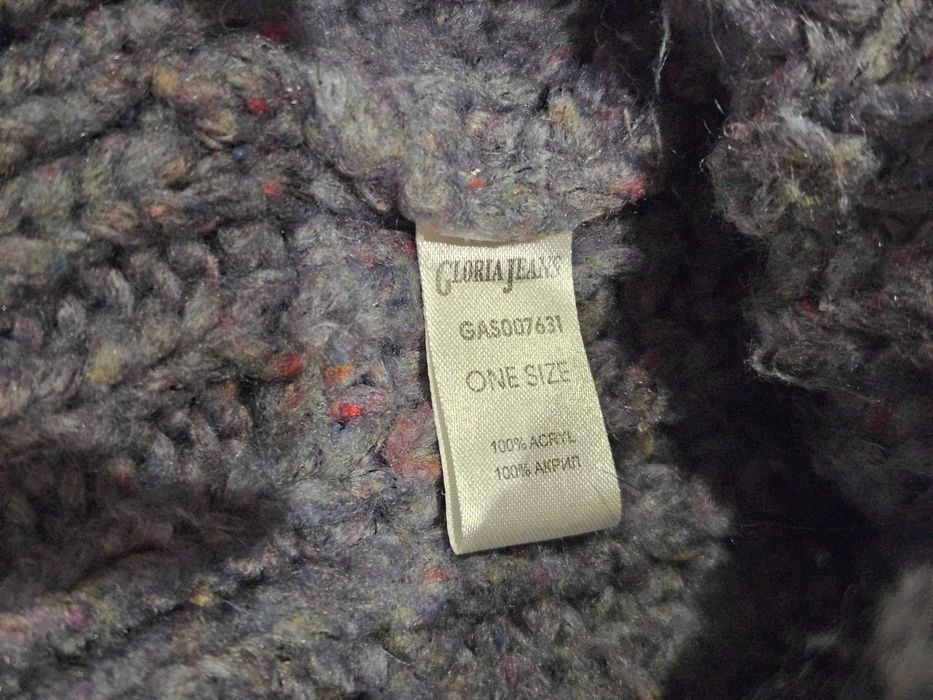 GLORIA JEANS
GAS007631
ONE SIZE
100% ACRYL
100% АКРИЛ